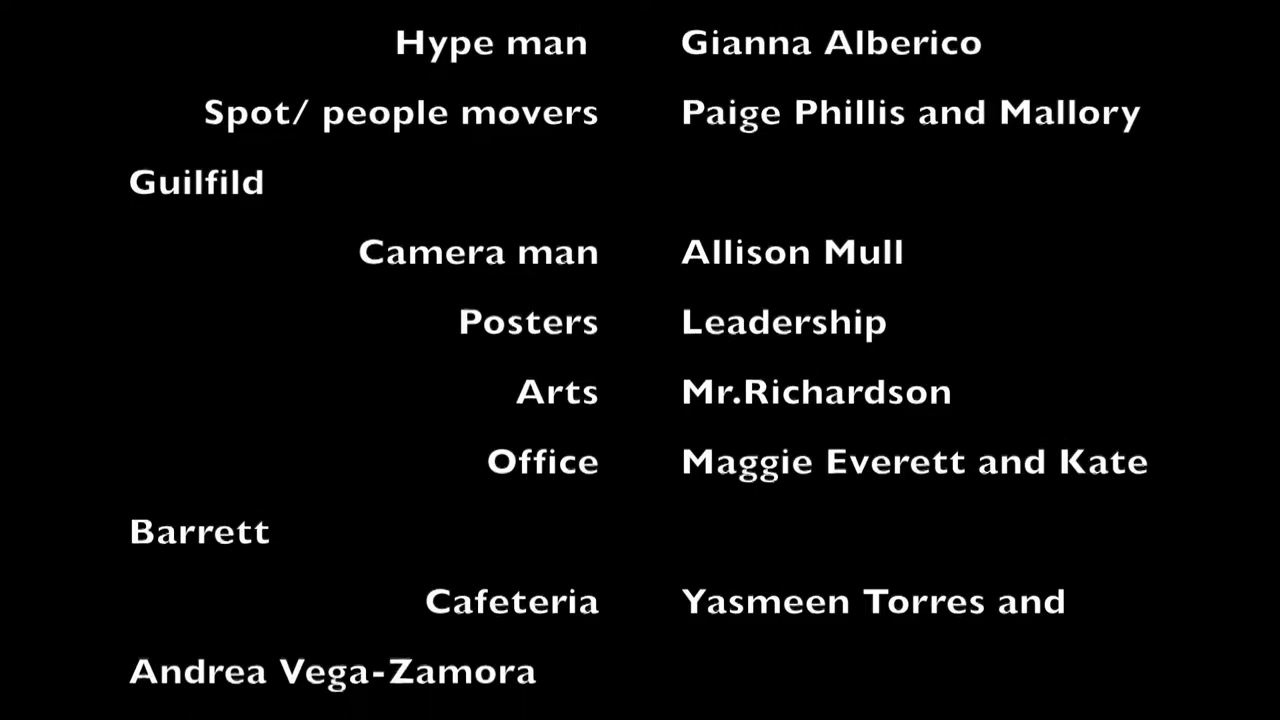 Hype man Gianna Alberico
Spot/ people movers Paige Phillis and Mallory
Guilfild
Camera man Allison Mull
Posters Leadership
Arts Mr.Richardson
Office Maggie Everett and Kate
Barrett
Cafeteria Yasmeen Torres and
Andrea Vega-Zamora